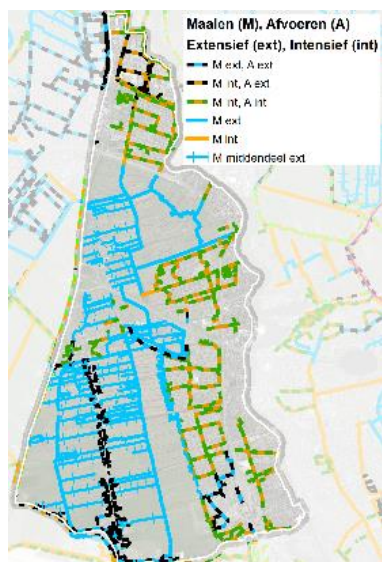 Maaien (M), Afvoeren (A)
Extensief (ext), Intensief (int)
M ext, A ext
M int, A ext
M int, A int
M ext
M int
M middendeel ext